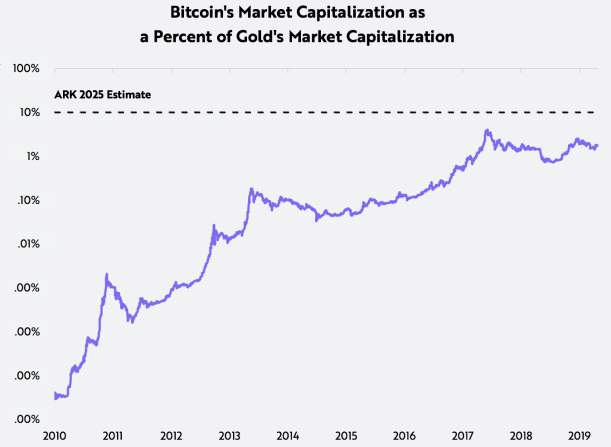 Bitcoin's Market Capitalization as
a Percent of Gold's Market Capitalization
100%
ARK 2025 Estimate
10%
1%
.10%
.01%
.00%
.00%
.00%
.00%
2010 2011 2012 2013 2014 2015 2016 2017 2018 2019